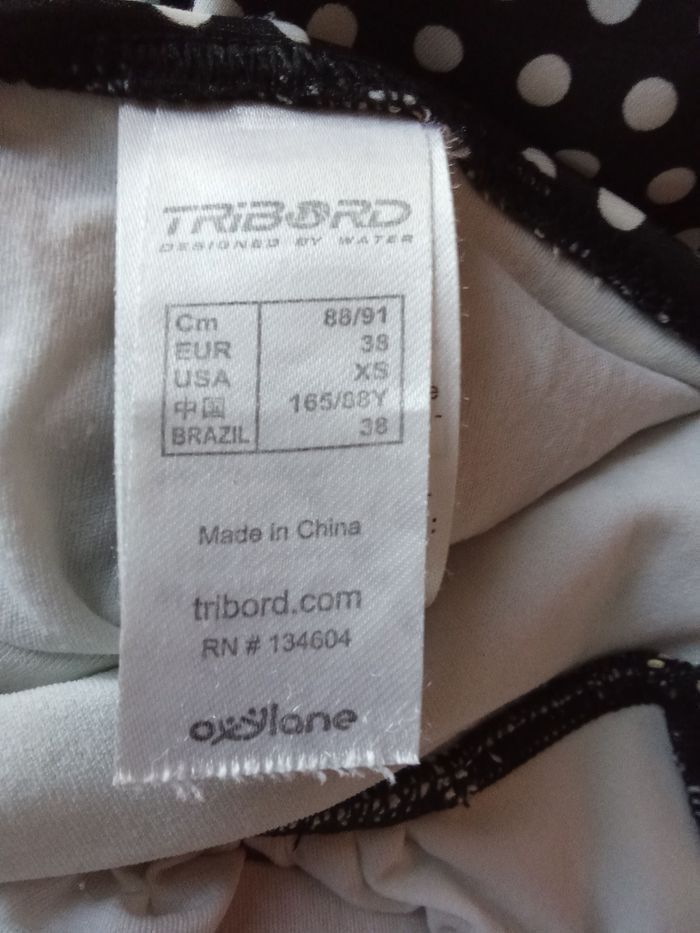 TRIBORD
DESIGNED BY WATER
Cm 88/91
EUR 38
USA XS
中国 165/88Y
BRAZIL 38
Made in China
tribord.com
RN # 134604
oxylane